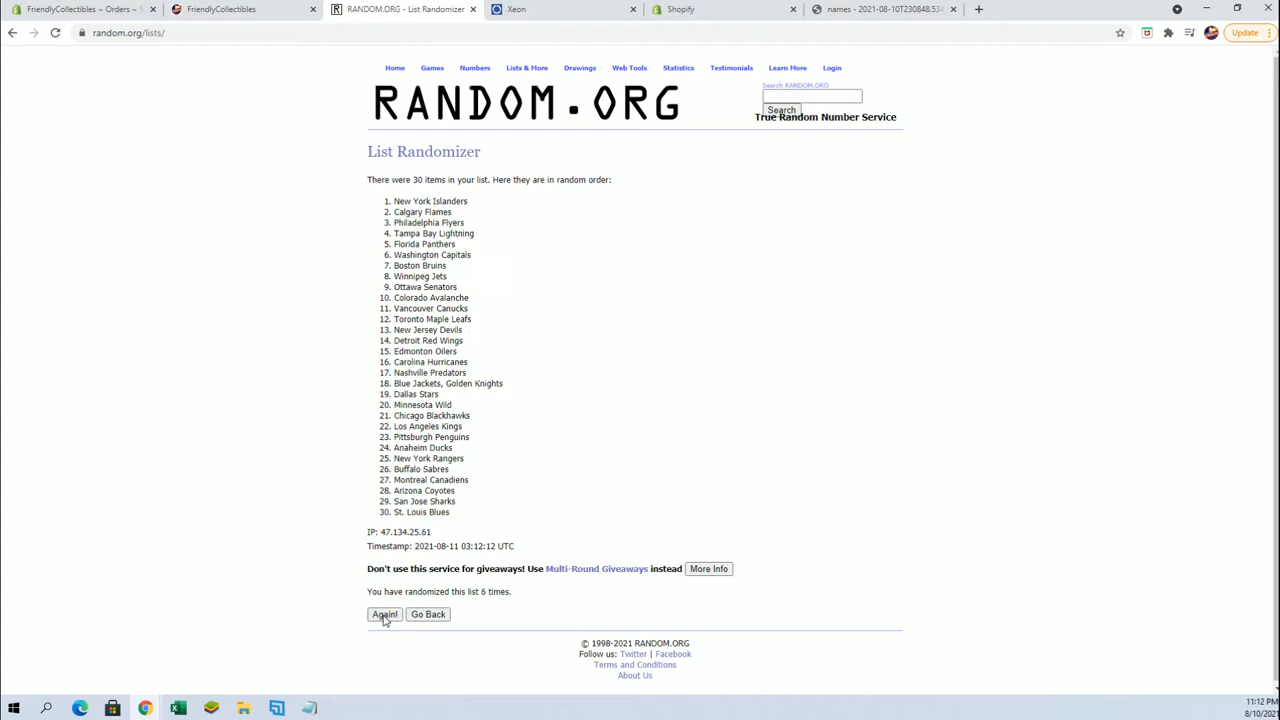 FriendlyCollectibles – Orders – S
FriendlyCollectibles
RANDOM.ORG - List Randomizer
Xeon
Shopify
names - 2021-08-10T230848.534
random.org/lists/
Update
Home Games Numbers Lists & More Drawings Web Tools Statistics Testimonials Learn More Login
Search RANDOM.ORG
RANDOM.ORG
Search
True Random Number Service
List Randomizer
There were 30 items in your list. Here they are in random order:
1. New York Islanders
2. Calgary Flames
3. Philadelphia Flyers
4. Tampa Bay Lightning
5. Florida Panthers
6. Washington Capitals
7. Boston Bruins
8. Winnipeg Jets
9. Ottawa Senators
10. Colorado Avalanche
11. Vancouver Canucks
12. Toronto Maple Leafs
13. New Jersey Devils
14. Detroit Red Wings
15. Edmonton Oilers
16. Carolina Hurricanes
17. Nashville Predators
18. Blue Jackets, Golden Knights
19. Dallas Stars
20. Minnesota Wild
21. Chicago Blackhawks
22. Los Angeles Kings
23. Pittsburgh Penguins
24. Anaheim Ducks
25. New York Rangers
26. Buffalo Sabres
27. Montreal Canadiens
28. Arizona Coyotes
29. San Jose Sharks
30. St. Louis Blues
IP: 47.134.25.61
Timestamp: 2021-08-11 03:12:12 UTC
Don't use this service for giveaways! Use Multi-Round Giveaways instead More Info
You have randomized this list 6 times.
Again! Go Back
© 1998-2021 RANDOM.ORG
Follow us: Twitter | Facebook
Terms and Conditions
About Us
11:12 PM
8/10/2021